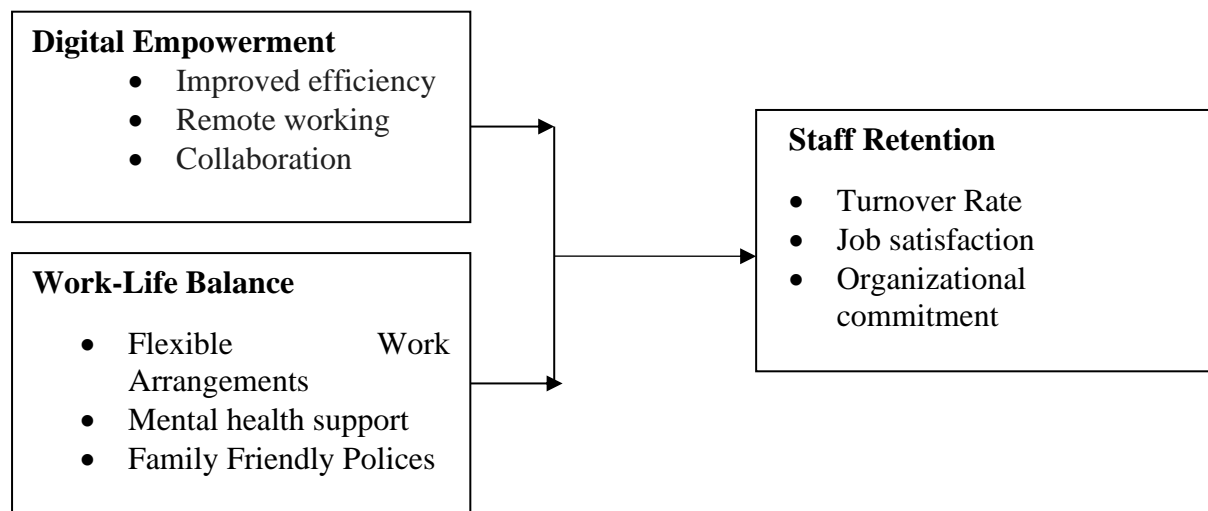 Digital Empowerment
• Improved efficiency
• Remote working
• Collaboration
Work-Life Balance
• Flexible Work
Arrangements
• Mental health support
• Family Friendly Polices
Staff Retention
• Turnover Rate
• Job satisfaction
• Organizational
commitment